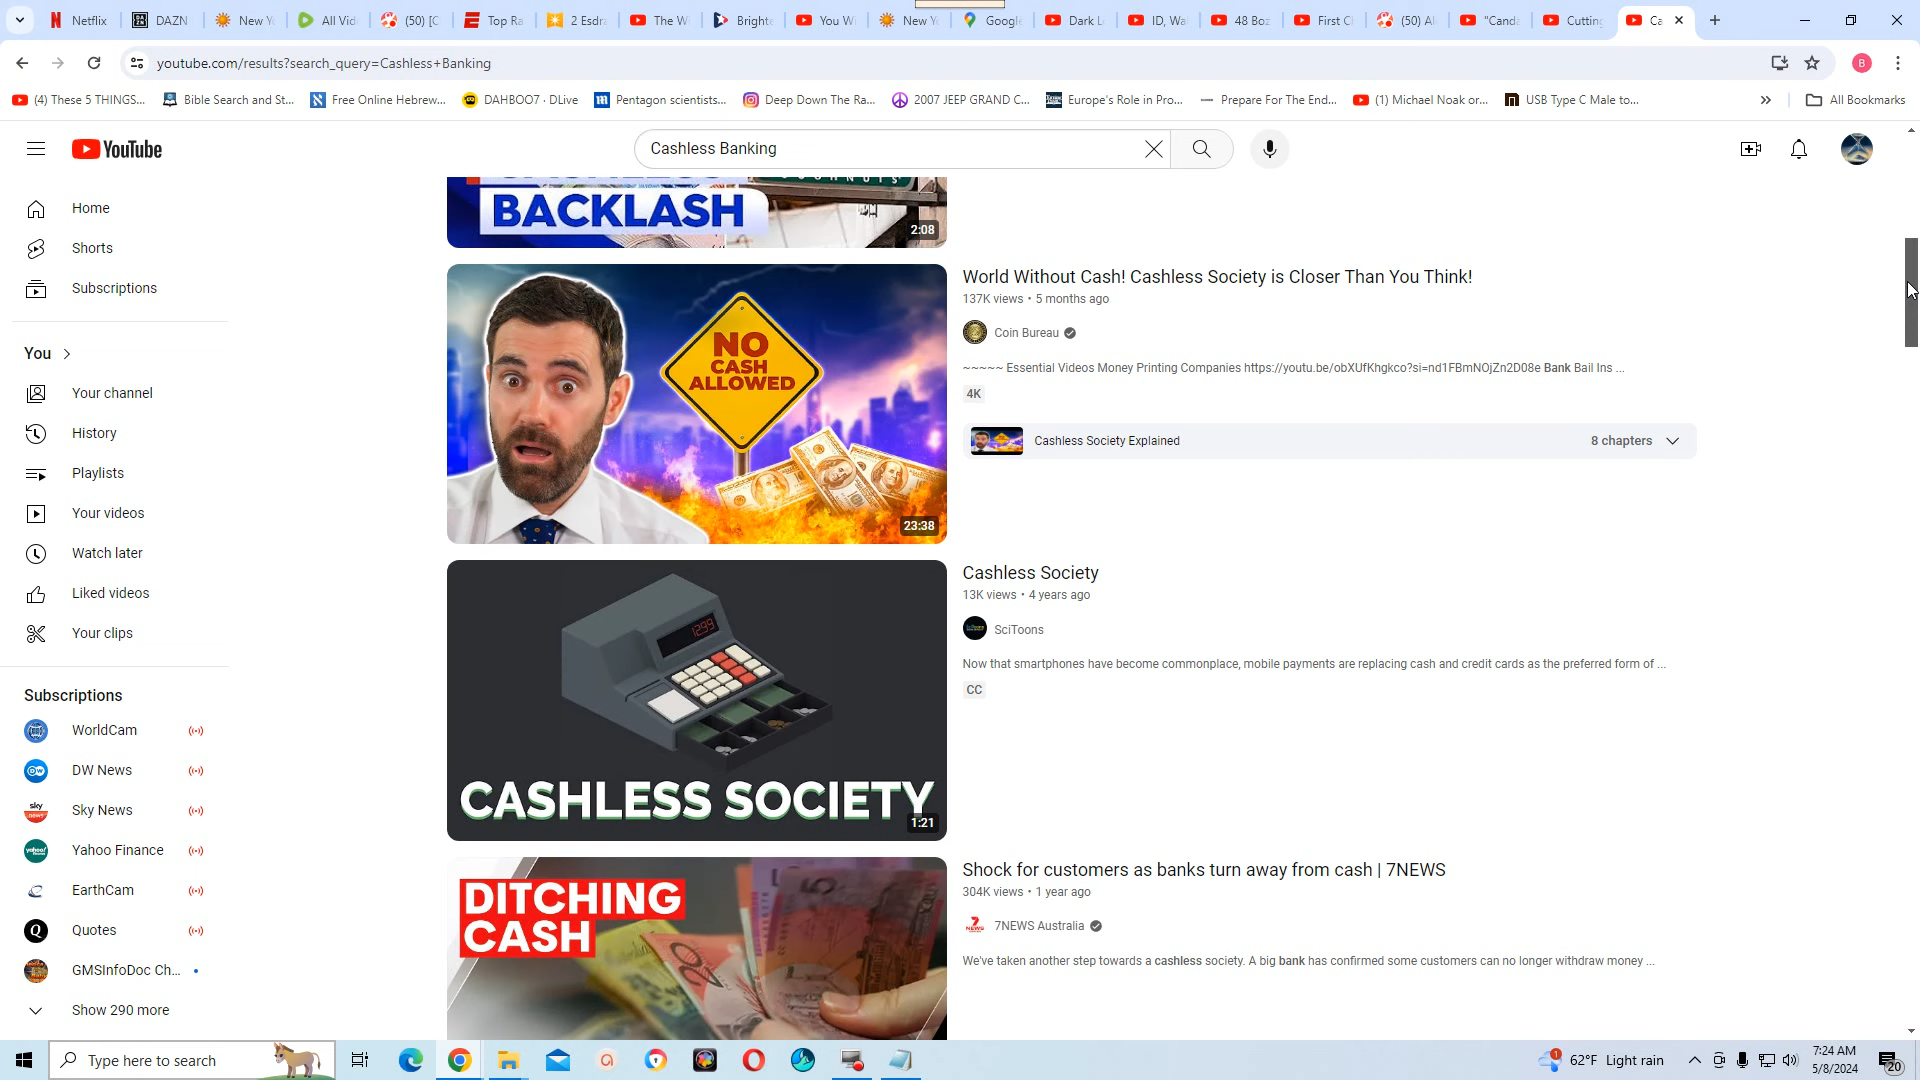 Netflix
DAZN
New Y
All Vid
(50) [C
Top Ra
2 Esdra
The W
Brighte
You Wi
New Y
Google
Dark L
ID, Wa
48 Boz
First C
(50) Al
"Canda
Cutting
Ca
youtube.com/results?search_query=Cashless+Banking
B
(4) These 5 THINGS...
Bible Search and St...
Free Online Hebrew...
DAHBOO7 · DLive
Pentagon scientists...
Deep Down The Ra...
2007 JEEP GRAND C...
Europe's Role in Pro...
Prepare For The End...
(1) Michael Noak or...
USB Type C Male to...
All Bookmarks
YouTube
Cashless Banking
Home
Shorts
Subscriptions
You
Your channel
History
Playlists
Your videos
Watch later
Liked videos
Your clips
Subscriptions
WorldCam
DW News
Sky News
Yahoo Finance
EarthCam
Quotes
GMSInfoDoc Ch...
Show 290 more
BACKLASH
2:08
NO
CASH
ALLOWED
23:38
World Without Cash! Cashless Society is Closer Than You Think!
137K views • 5 months ago
Coin Bureau
~~~~~ Essential Videos Money Printing Companies https://youtu.be/obXUfKhgkco?si=nd1FBmNOjZn2D08e Bank Bail Ins ...
4K
Cashless Society Explained
8 chapters
1299
CASHLESS SOCIETY
1:21
Cashless Society
13K views • 4 years ago
SciToons
Now that smartphones have become commonplace, mobile payments are replacing cash and credit cards as the preferred form of ...
CC
DITCHING
CASH
Shock for customers as banks turn away from cash | 7NEWS
304K views • 1 year ago
7NEWS Australia
We've taken another step towards a cashless society. A big bank has confirmed some customers can no longer withdraw money ...
Type here to search
1
62°F Light rain
7:24 AM
5/8/2024
20